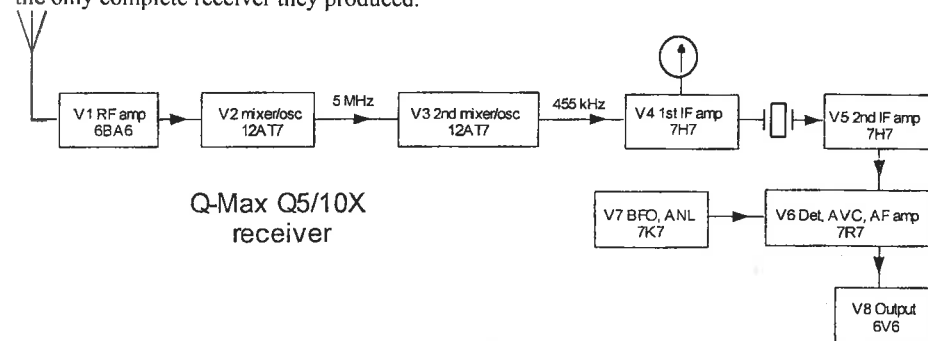 the only complete receiver they produced.
V1 RF amp
6BA6
V2 mixer/osc
12AT7
5 MHz
V3 2nd mixer/osc
12AT7
455 kHz
V4 1st IF amp
7H7
V5 2nd IF amp
7H7
Q-Max Q5/10X
receiver
V7 BFO, ANL
7K7
V6 Det, AVC, AF amp
7R7
V8 Output
6V6